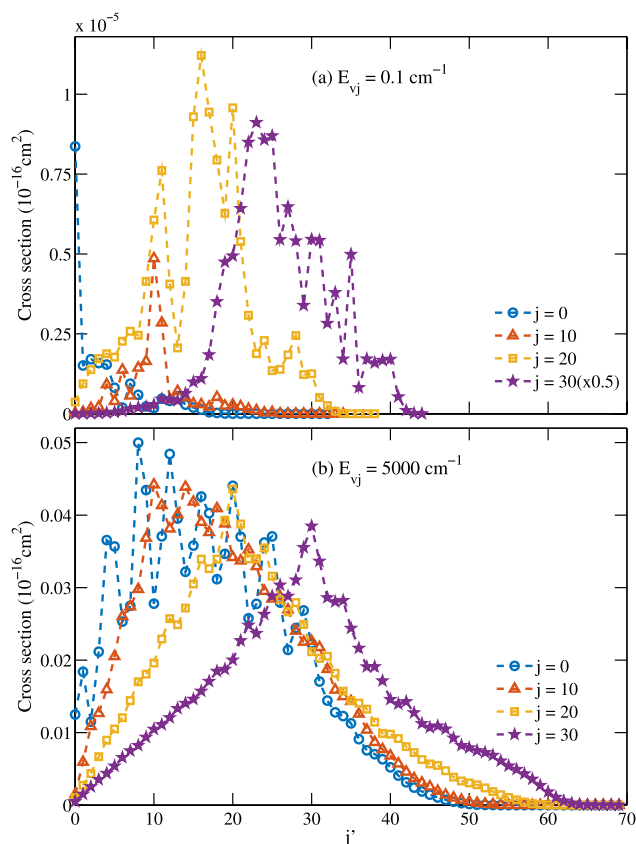 x 10⁻⁵
(a) E_vj = 0.1 cm⁻¹
1
0.75
0.5
0.25
0
Cross section (10⁻¹⁶cm²)
j = 0
j = 10
j = 20
j = 30(x0.5)
(b) E_vj = 5000 cm⁻¹
0.05
0.04
0.03
0.02
0.01
0
Cross section (10⁻¹⁶cm²)
j = 0
j = 10
j = 20
j = 30
0 10 20 30 40 50 60 70
j'